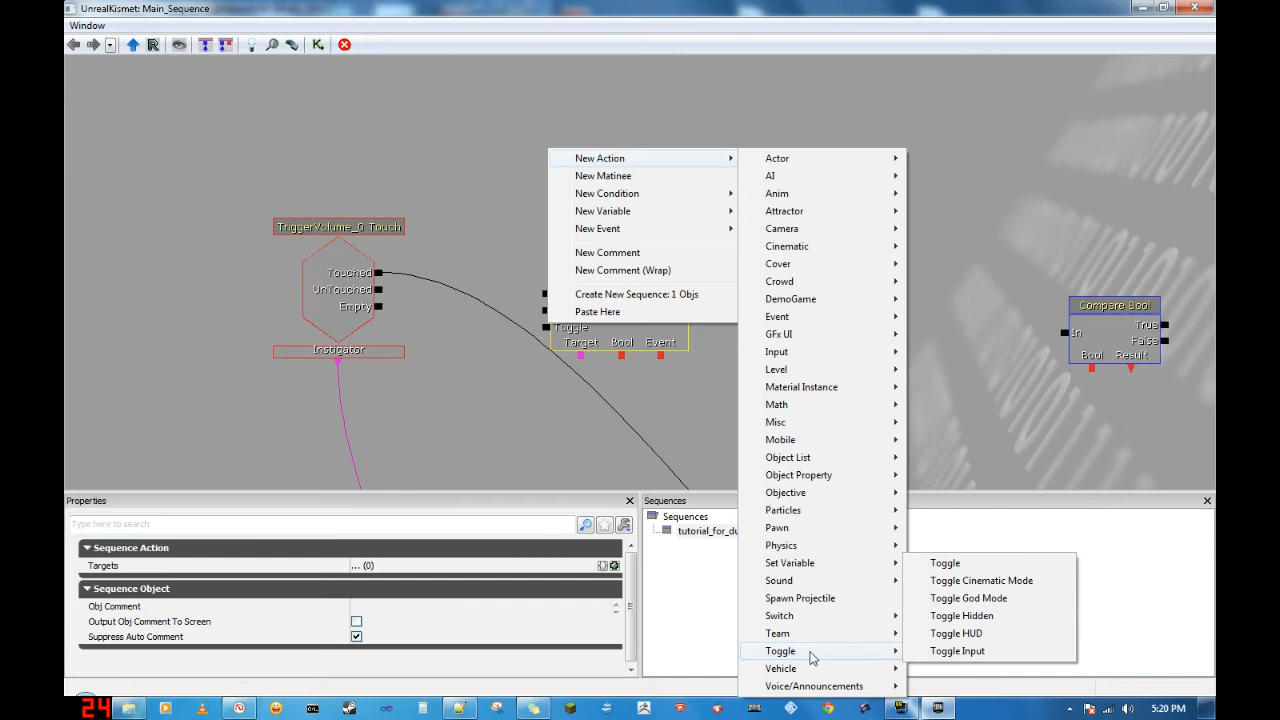 UnrealKismet: Main_Sequence
Window
TriggerVolume_0 Touch
Touched
UnTouched
Empty
Instigator
Toggle
Target Bool Event
Compare Bool
In
True
False
Bool Result
New Action
New Matinee
New Condition
New Variable
New Event
New Comment
New Comment (Wrap)
Create New Sequence: 1 Objs
Paste Here
Actor
AI
Anim
Attractor
Camera
Cinematic
Cover
Crowd
DemoGame
Event
GFx UI
Input
Level
Material Instance
Math
Misc
Mobile
Object List
Object Property
Objective
Particles
Pawn
Physics
Set Variable
Sound
Spawn Projectile
Switch
Team
Toggle
Vehicle
Voice/Announcements
Toggle
Toggle Cinematic Mode
Toggle God Mode
Toggle Hidden
Toggle HUD
Toggle Input
Properties
Type here to search
Sequence Action
Targets ... (0)
Sequence Object
Obj Comment
Output Obj Comment To Screen
Suppress Auto Comment
Sequences
Sequences
tutorial_for_du
24
5:20 PM